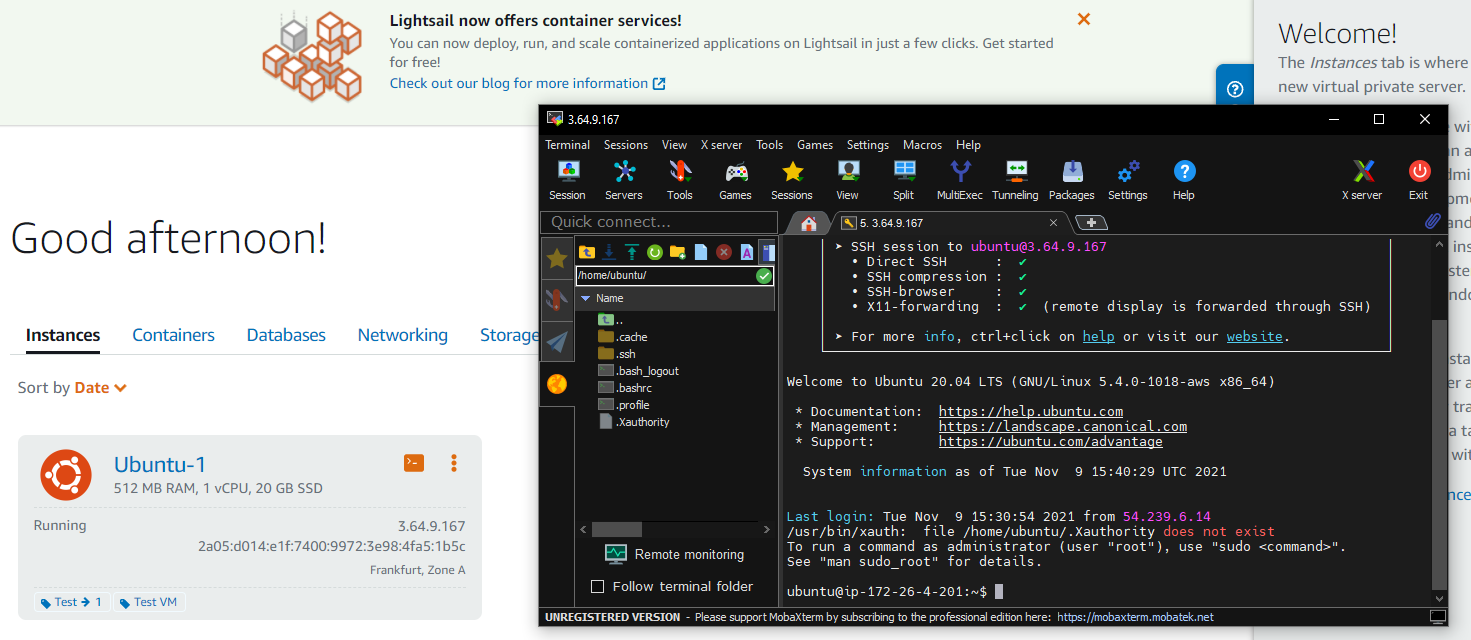 Lightsail now offers container services!
You can now deploy, run, and scale containerized applications on Lightsail in just a few clicks. Get started
for free!
Check out our blog for more information
Welcome!
The Instances tab is where
new virtual private server.
Good afternoon!
Instances Containers Databases Networking Storage
Sort by Date
Ubuntu-1
512 MB RAM, 1 vCPU, 20 GB SSD
Running 3.64.9.167
2a05:d014:e1f:7400:9972:3e98:4fa5:1b5c
Frankfurt, Zone A
Test → 1 Test VM
3.64.9.167
Terminal Sessions View X server Tools Games Settings Macros Help
Session Servers Tools Games Sessions View Split MultiExec Tunneling Packages Settings Help X server Exit
Quick connect...
5. 3.64.9.167
/home/ubuntu/
Name
..
.cache
.ssh
.bash_logout
.bashrc
.profile
.Xauthority
Remote monitoring
Follow terminal folder
➤ SSH session to ubuntu@3.64.9.167
• Direct SSH : ✔
• SSH compression : ✔
• SSH-browser : ✔
• X11-forwarding : ✔ (remote display is forwarded through SSH)
➤ For more info, ctrl+click on help or visit our website.
Welcome to Ubuntu 20.04 LTS (GNU/Linux 5.4.0-1018-aws x86_64)
* Documentation: https://help.ubuntu.com
* Management: https://landscape.canonical.com
* Support: https://ubuntu.com/advantage
System information as of Tue Nov 9 15:40:29 UTC 2021
Last login: Tue Nov 9 15:30:54 2021 from 54.239.6.14
/usr/bin/xauth: file /home/ubuntu/.Xauthority does not exist
To run a command as administrator (user "root"), use "sudo <command>".
See "man sudo_root" for details.
ubuntu@ip-172-26-4-201:~$
UNREGISTERED VERSION - Please support MobaXterm by subscribing to the professional edition here: https://mobaxterm.mobatek.net